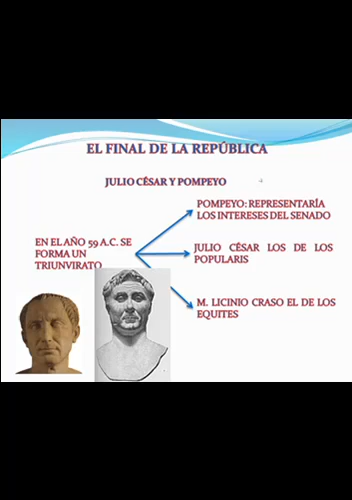 EL FINAL DE LA REPÚBLICA
JULIO CÉSAR Y POMPEYO
POMPEYO: REPRESENTARÍA
LOS INTERESES DEL SENADO
EN EL AÑO 59 A.C. SE
FORMA UN
TRIUNVIRATO
JULIO CÉSAR LOS DE LOS
POPULARIS
M. LICINIO CRASO EL DE LOS
EQUITES